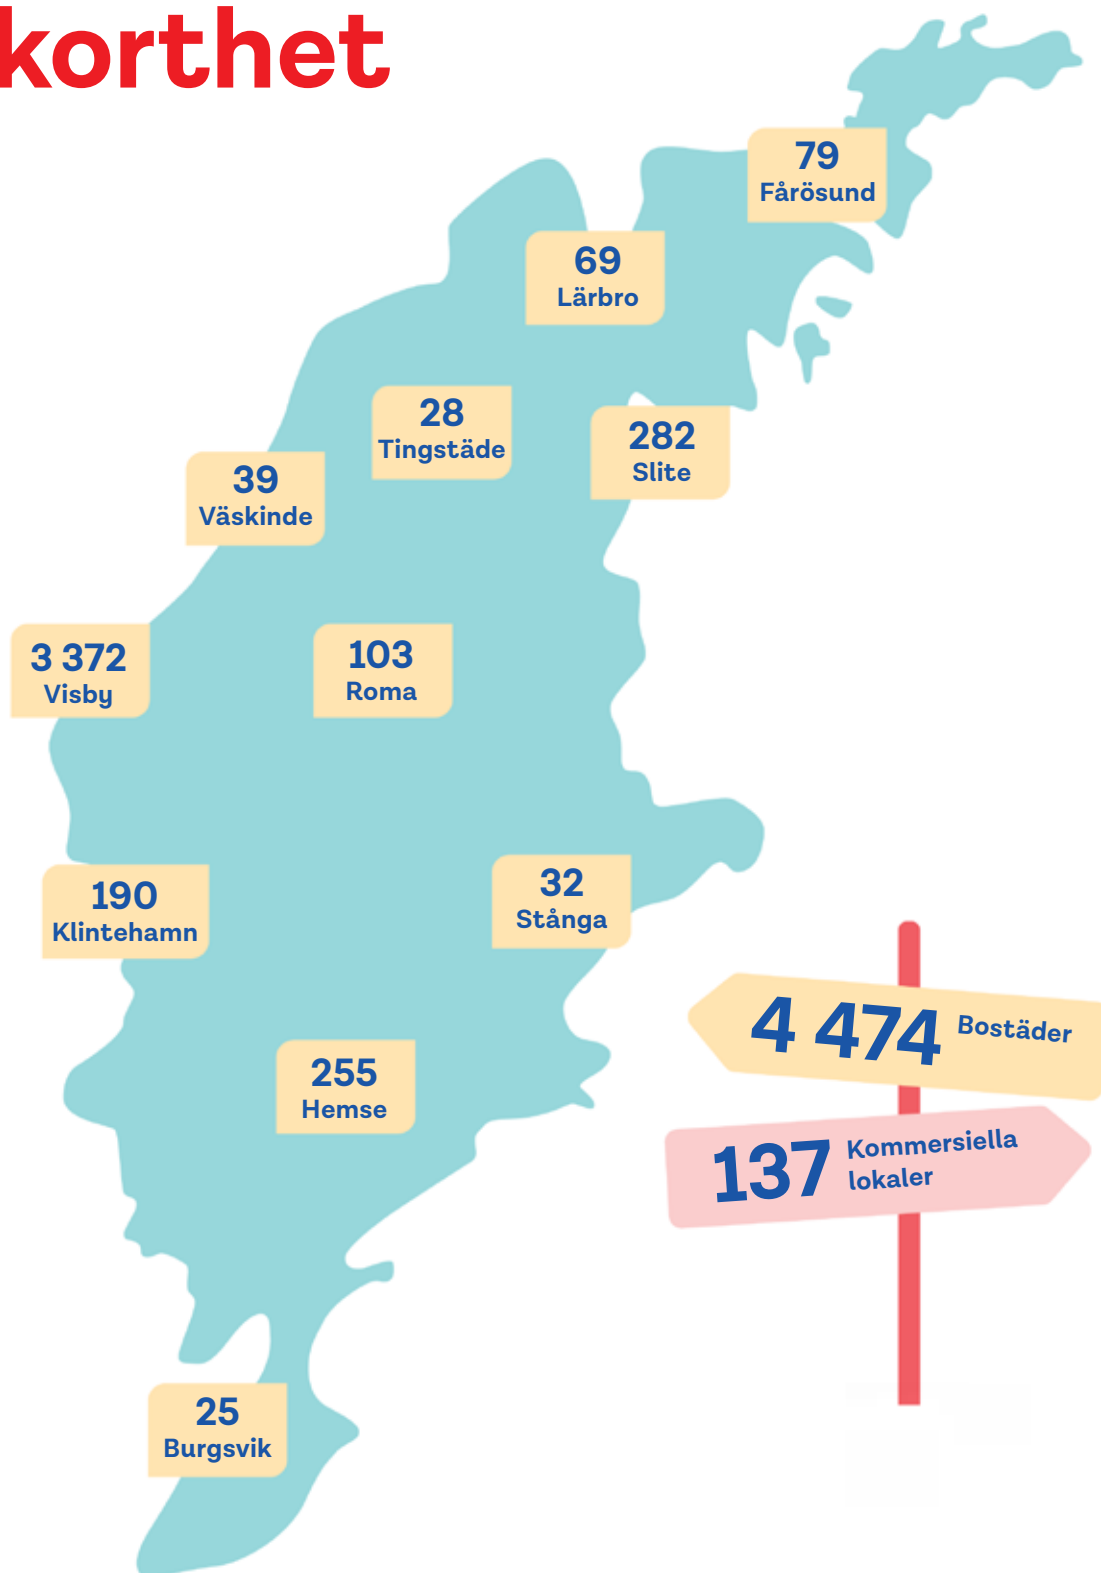 korthet
79
Fårösund
69
Lärbro
28
Tingstäde
282
Slite
39
Väskinde
3 372
Visby
103
Roma
190
Klintehamn
32
Stånga
4 474 Bostäder
255
Hemse
137 Kommersiella
lokaler
25
Burgsvik